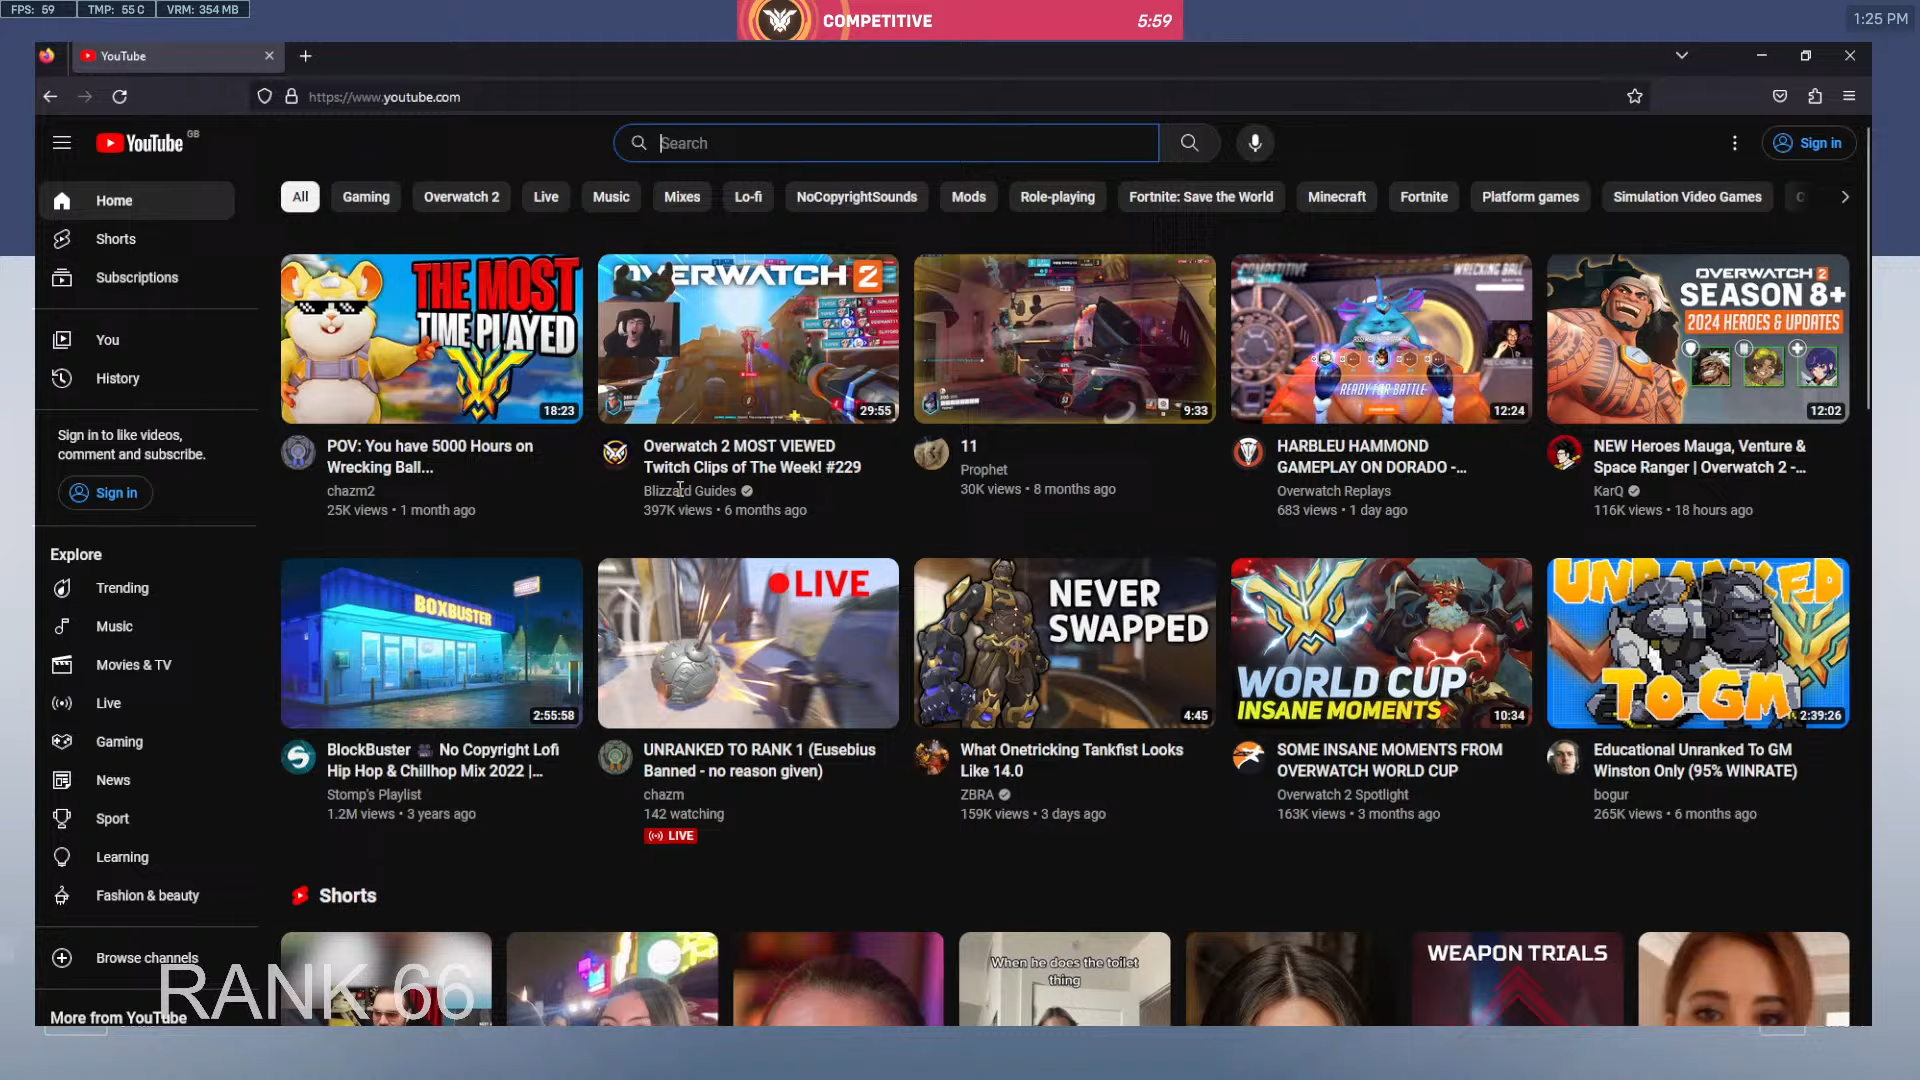 FPS: 59 TMP: 55 C VRM: 354 MB
COMPETITIVE 5:59
1:25 PM
YouTube
https://www.youtube.com
YouTube GB
Search
Sign in
Home
Shorts
Subscriptions
You
History
Sign in to like videos,
comment and subscribe.
Sign in
Explore
Trending
Music
Movies & TV
Live
Gaming
News
Sport
Learning
Fashion & beauty
Browse channels
More from YouTube
RANK 66
All Gaming Overwatch 2 Live Music Mixes Lo-fi NoCopyrightSounds Mods Role-playing Fortnite: Save the World Minecraft Fortnite Platform games Simulation Video Games
THE MOST
TIME PLAYED
18:23
POV: You have 5000 Hours on
Wrecking Ball...
chazm2
25K views • 1 month ago
OVERWATCH 2
29:55
Overwatch 2 MOST VIEWED
Twitch Clips of The Week! #229
Blizzard Guides
397K views • 6 months ago
9:33
11
Prophet
30K views • 8 months ago
COMPETITIVE
WRECKING BALL
READY FOR BATTLE
12:24
HARBLEU HAMMOND
GAMEPLAY ON DORADO -...
Overwatch Replays
683 views • 1 day ago
OVERWATCH 2
SEASON 8+
2024 HEROES & UPDATES
12:02
NEW Heroes Mauga, Venture &
Space Ranger | Overwatch 2 -...
KarQ
116K views • 18 hours ago
BOXBUSTER
2:55:58
BlockBuster 📹 No Copyright Lofi
Hip Hop & Chillhop Mix 2022 |...
Stomp's Playlist
1.2M views • 3 years ago
LIVE
UNRANKED TO RANK 1 (Eusebius
Banned - no reason given)
chazm
142 watching
LIVE
NEVER
SWAPPED
4:45
What Onetricking Tankfist Looks
Like 14.0
ZBRA
159K views • 3 days ago
WORLD CUP
INSANE MOMENTS
10:34
SOME INSANE MOMENTS FROM
OVERWATCH WORLD CUP
Overwatch 2 Spotlight
163K views • 3 months ago
UNRANKED
TO GM
2:39:26
Educational Unranked To GM
Winston Only (95% WINRATE)
bogur
265K views • 6 months ago
Shorts
When he does the toilet
thing
WEAPON TRIALS